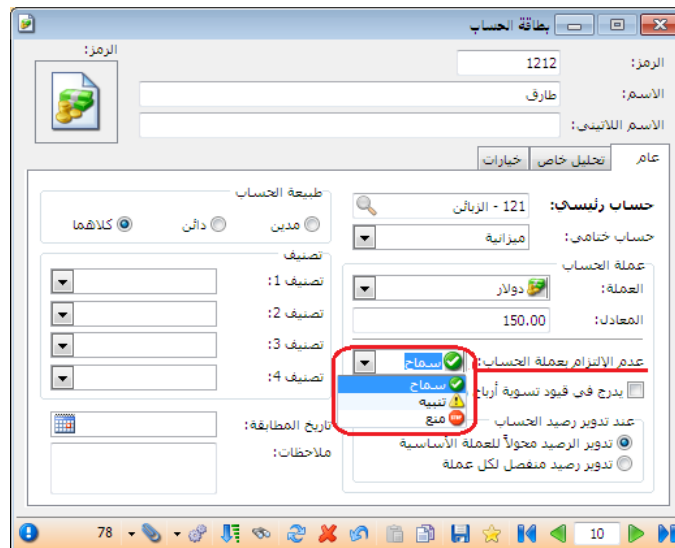 بطاقة الحساب
الرمز:
1212
الاسم:
طارق
الاسم اللاتيني:
الرمز:
عام
تحليل خاص
خيارات
حساب رئيسي:
121 - الزبائن
حساب ختامي:
ميزانية
عملة الحساب
العملة:
دولار
المعادل:
150.00
عدم الإلتزام بعملة الحساب:
سماح
سماح
تنبيه
منع
يدرج في قيود تسوية أرباح
عند تدوير رصيد الحساب
تدوير الرصيد محولاً للعملة الأساسية
تدوير رصيد منفصل لكل عملة
طبيعة الحساب
مدين
دائن
كلاهما
تصنيف
تصنيف 1:
تصنيف 2:
تصنيف 3:
تصنيف 4:
تاريخ المطابقة:
ملاحظات:
10
78